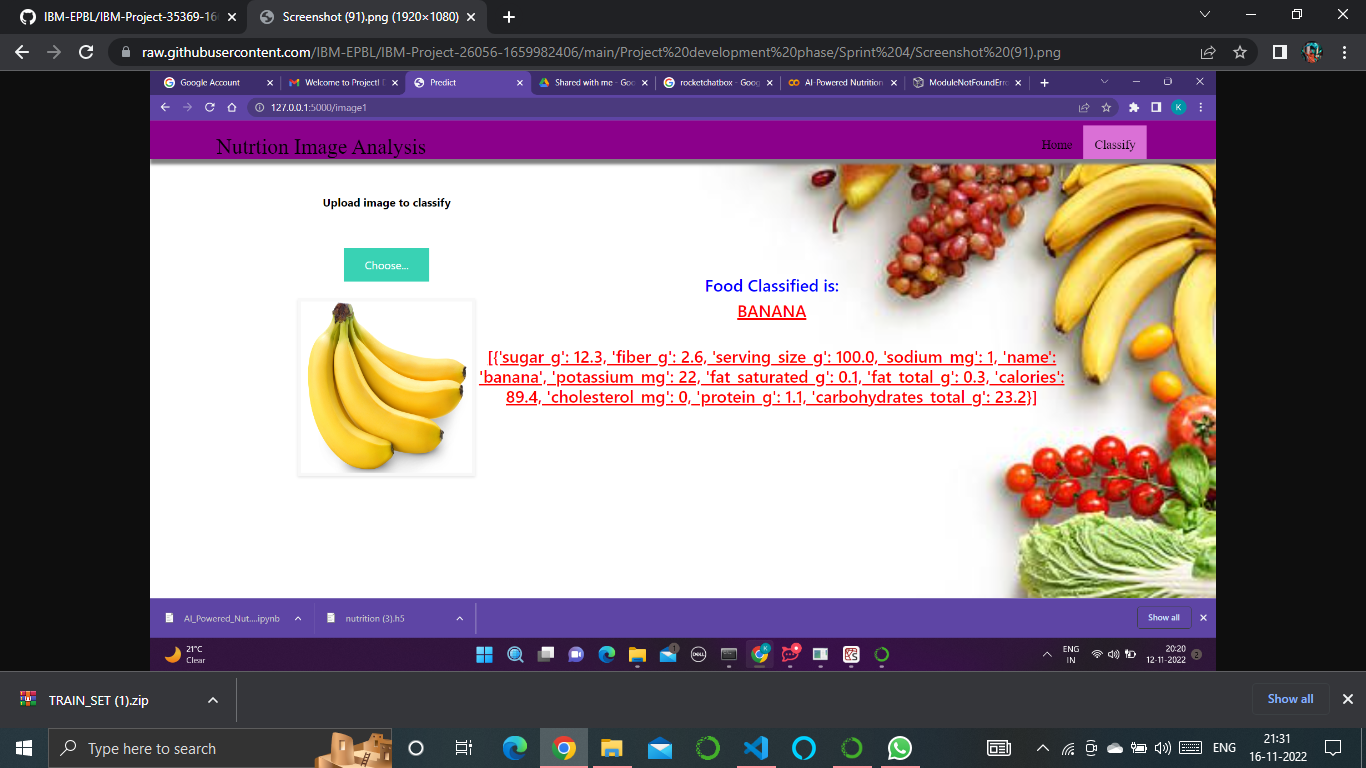 IBM-EPBL/IBM-Project-35369-16
Screenshot (91).png (1920×1080)
raw.githubusercontent.com/IBM-EPBL/IBM-Project-26056-1659982406/main/Project%20development%20phase/Sprint%204/Screenshot%20(91).png
Google Account
Welcome to Project!
Predict
Shared with me - Goo
rocketchatbox - Goog
AI-Powered Nutrition
ModuleNotFoundErro
127.0.0.1:5000/image1
K
Nutrtion Image Analysis
Home
Classify
Upload image to classify
Choose...
Food Classified is:
BANANA
[{'sugar_g': 12.3, 'fiber_g': 2.6, 'serving_size_g': 100.0, 'sodium_mg': 1, 'name':
'banana', 'potassium_mg': 22, 'fat_saturated_g': 0.1, 'fat_total_g': 0.3, 'calories':
89.4, 'cholesterol_mg': 0, 'protein_g': 1.1, 'carbohydrates_total_g': 23.2}]
AI_Powered_Nut....ipynb
nutrition (3).h5
Show all
21°C
Clear
DELL
ENG
IN
20:20
12-11-2022
2
TRAIN_SET (1).zip
Show all
Type here to search
ENG
21:31
16-11-2022